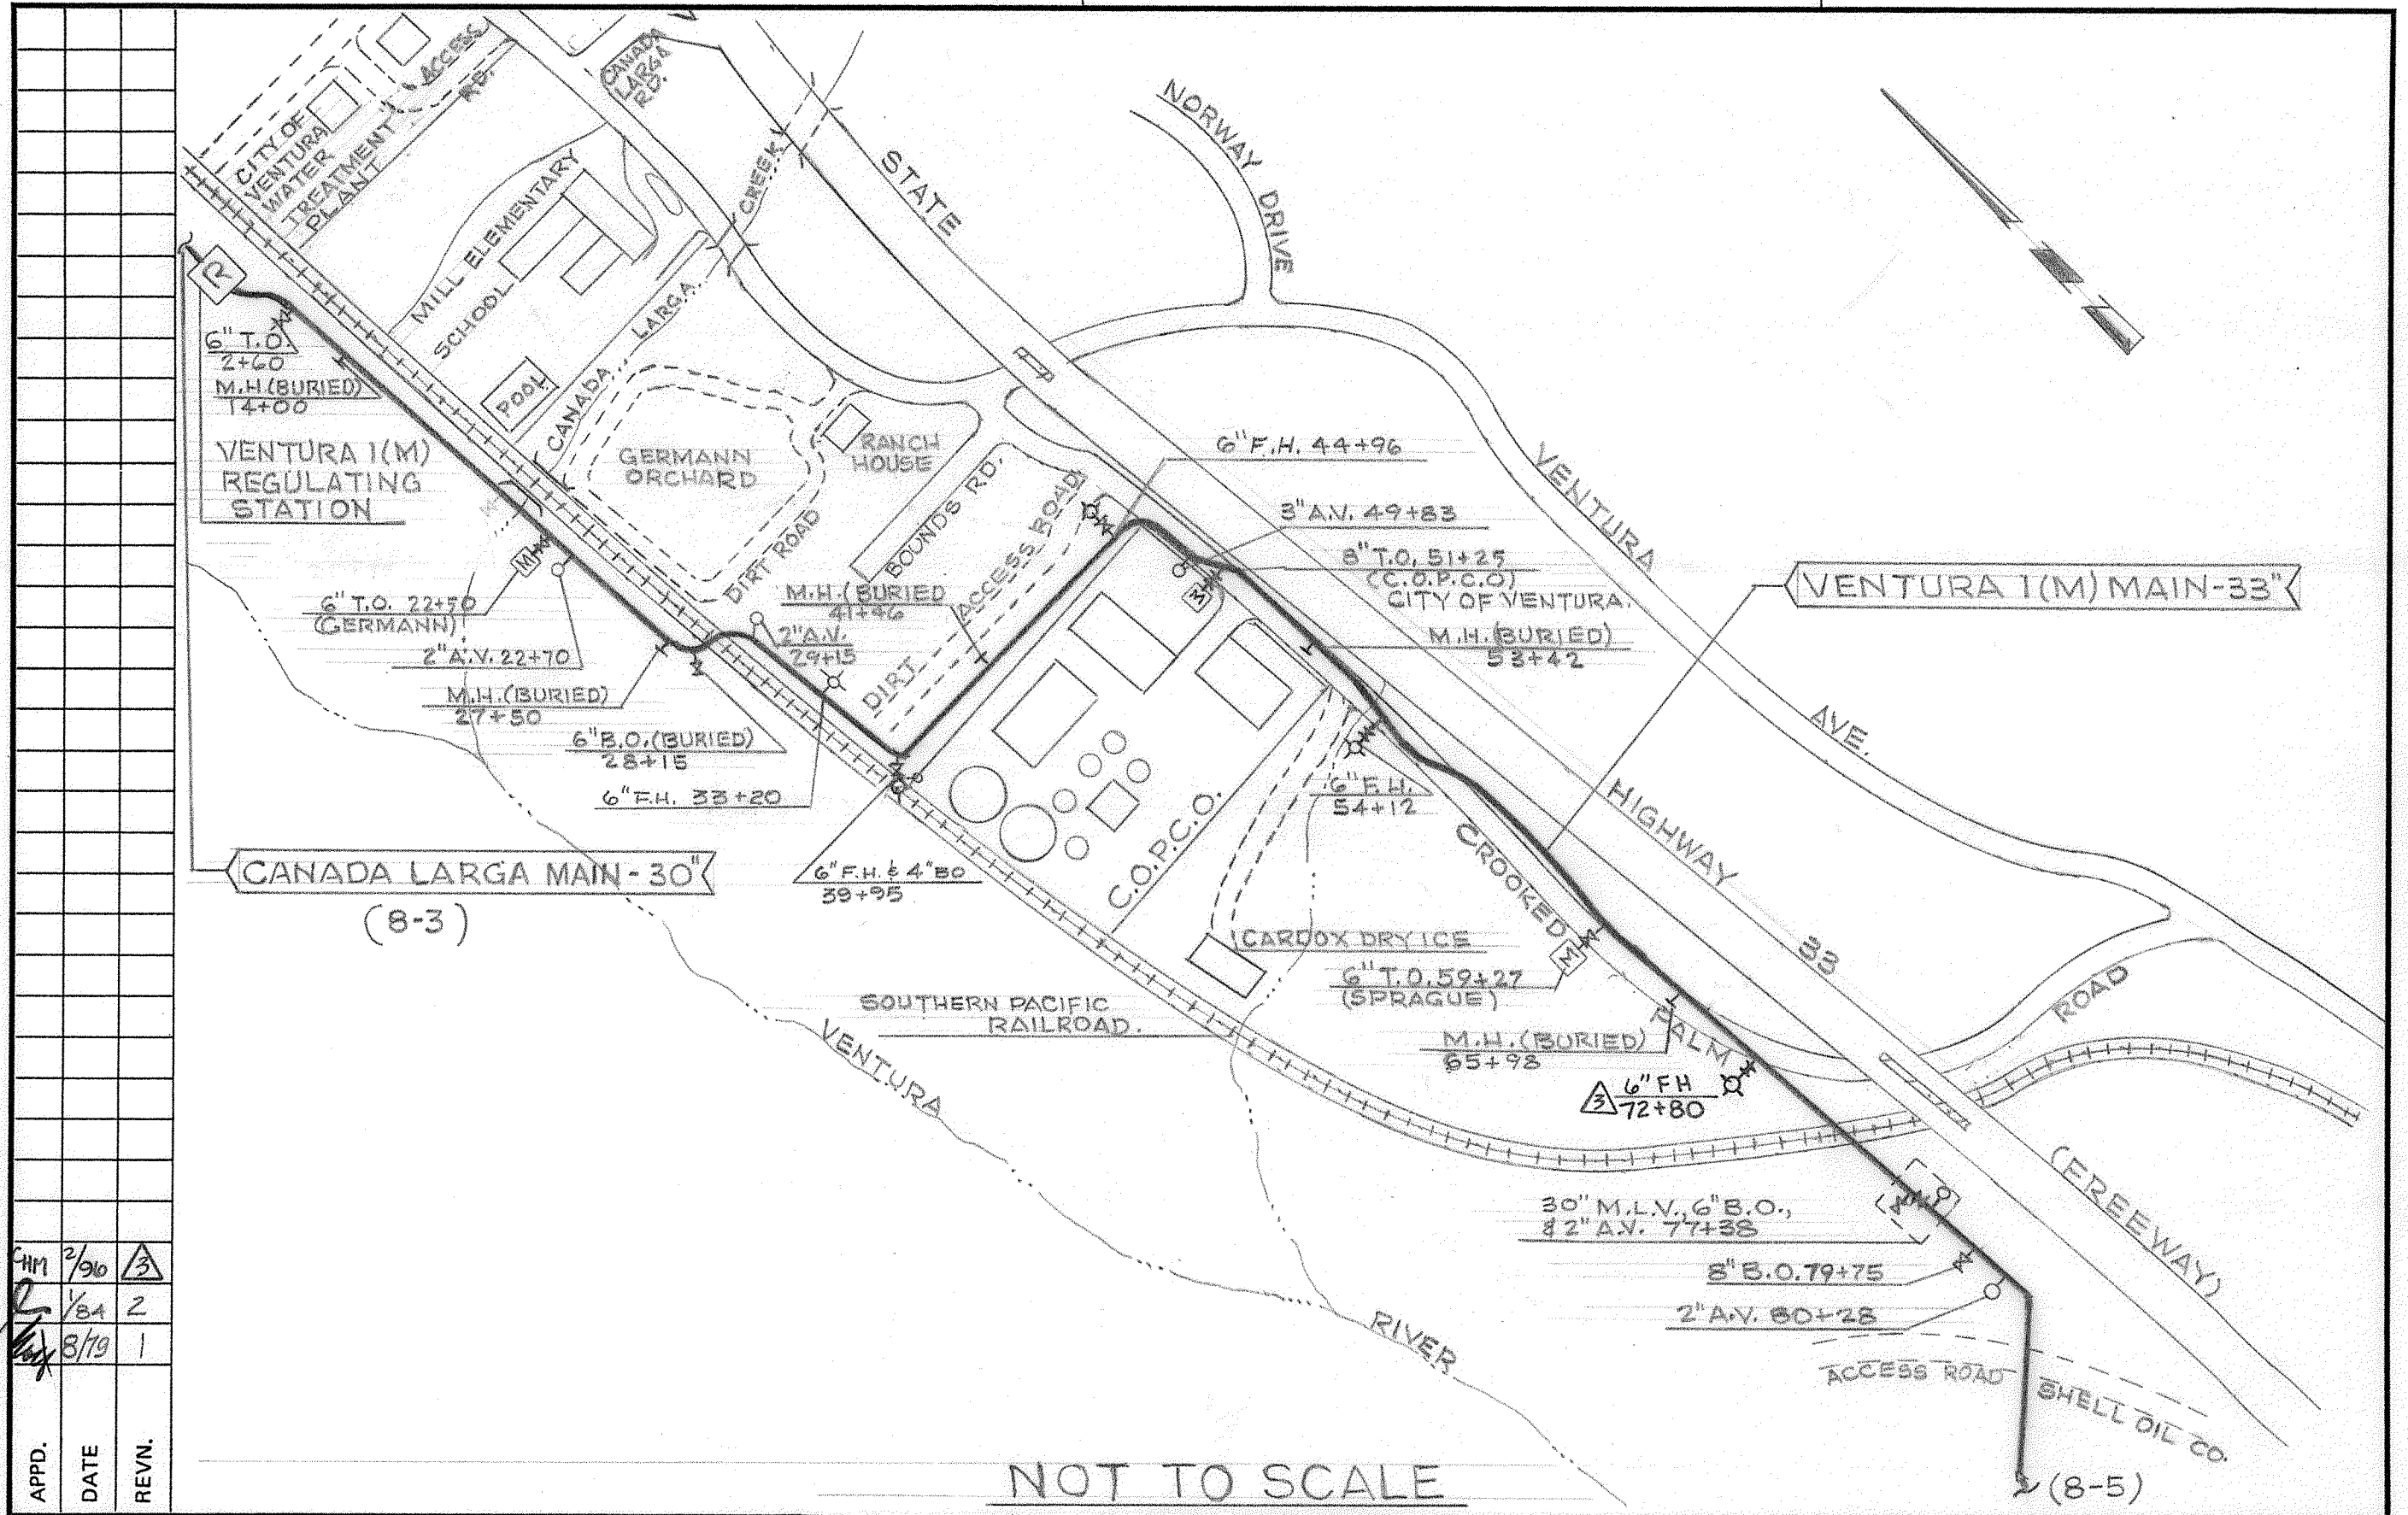 ACCESS
RD.
CANADA
LARGA
RD.
CITY OF
VENTURA
WATER
TREATMENT
PLANT
MILL ELEMENTARY
SCHOOL
CREEK
STATE
NORWAY DRIVE
R
6" T.O.
2+60
M.H.(BURIED)
14+00
VENTURA 1(M)
REGULATING
STATION
POOL
CANADA LARGA
GERMANN
ORCHARD
RANCH
HOUSE
BOUNDS RD.
DIRT ROAD
DIRT ACCESS ROAD
6" F.H. 44+96
3" A.V. 49+83
8" T.O. 51+25
(C.O.P.C.O)
CITY OF VENTURA.
M.H.(BURIED)
53+42
VENTURA
AVE.
VENTURA 1(M) MAIN-33"
M
M
6" T.O. 22+50
(GERMANN)
2" A.V. 22+70
M.H.(BURIED)
27+50
M.H.(BURIED
41+46
2" A.V.
29+15
6" B.O.(BURIED)
28+15
6" F.H. 33+20
6" F.H. & 4" BO
39+95
C.O.P.C.O.
6" F.H.
54+12
HIGHWAY
33
(FREEWAY)
CROOKED
PALM
ROAD
CANADA LARGA MAIN-30"
(8-3)
CARDOX DRY ICE
M
6" T.O. 59+27
(SPRAGUE)
SOUTHERN PACIFIC
RAILROAD.
M.H.(BURIED)
65+98
3
6" FH
72+80
VENTURA
RIVER
30" M.L.V., 6" B.O.,
& 2" A.V. 77+38
8" B.O. 79+75
2" A.V. 80+28
ACCESS ROAD
SHELL OIL CO.
(8-5)
NOT TO SCALE
CHM 2/96 3
1/84 2
8/79 1
APPD.
DATE
REVN.